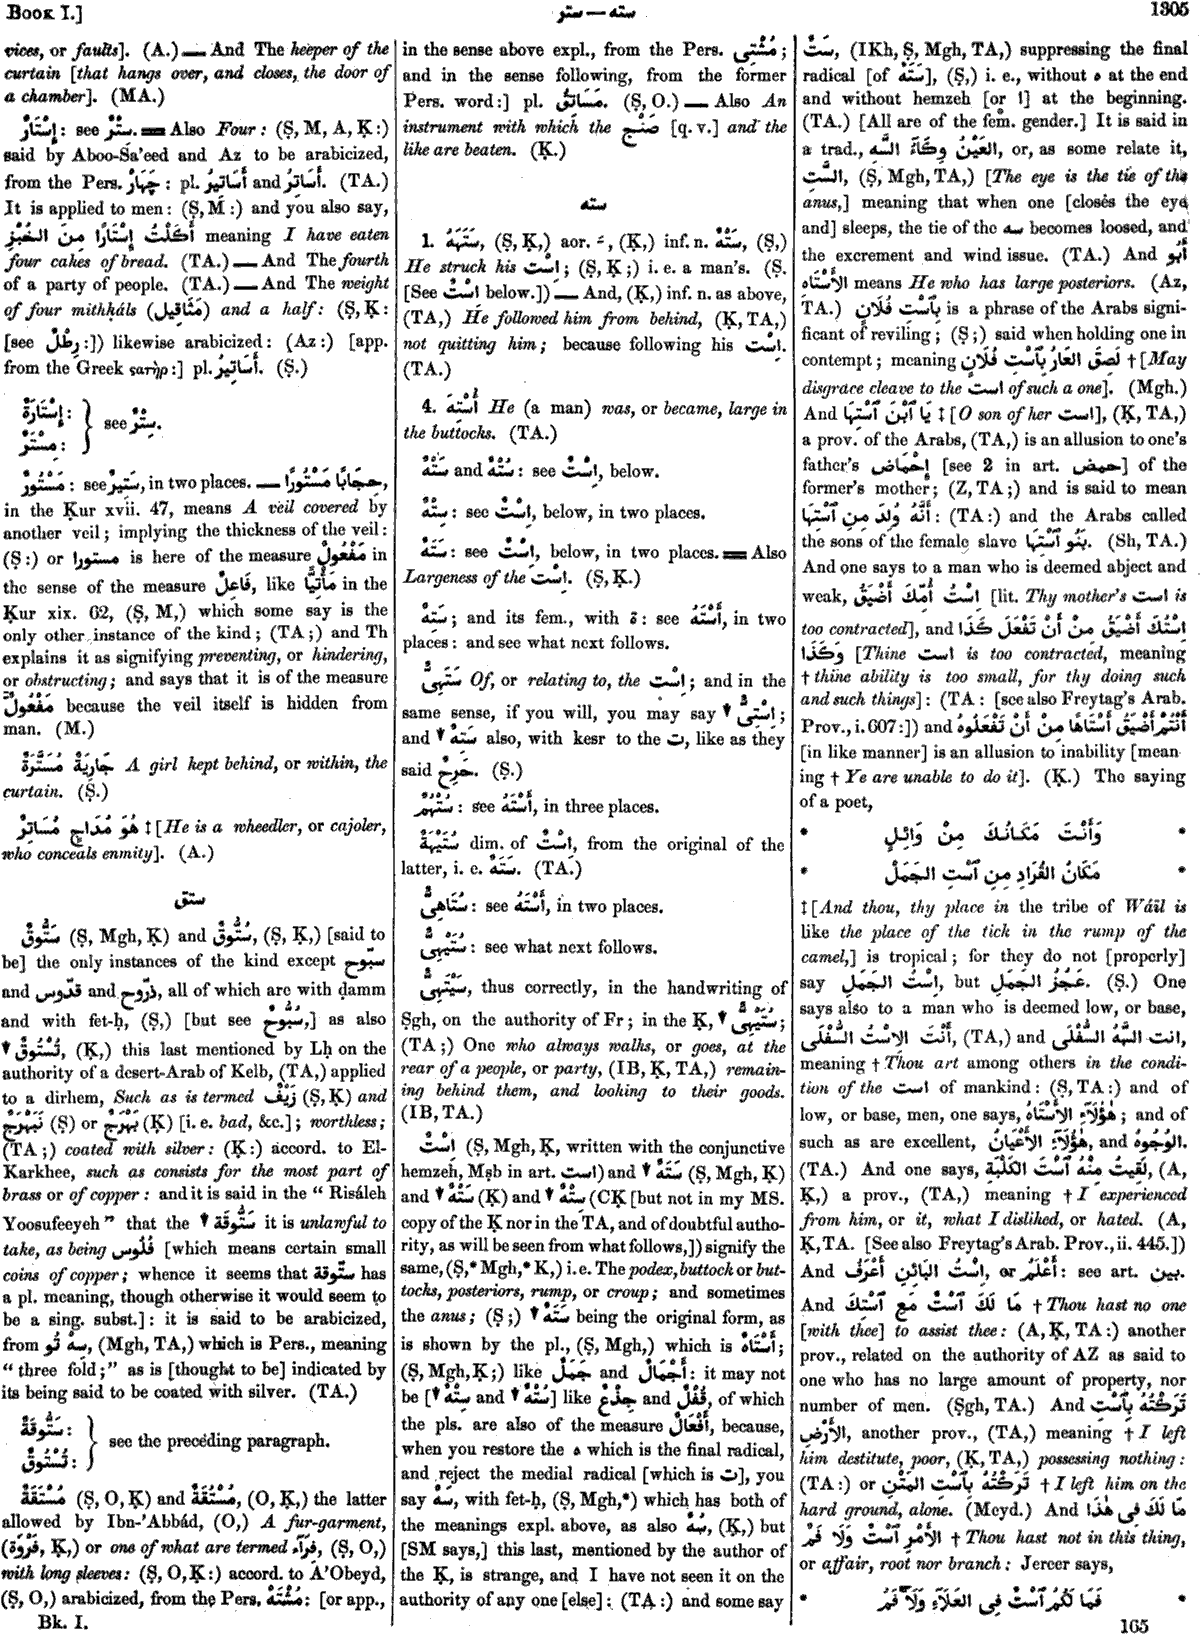 BOOK I.]
ستر — سته
1305
vices, or faults]. (A.) — And The keeper of the
curtain [that hangs over, and closes, the door of
a chamber]. (MA.)
إِسْتَارٌ: see سِتْرٌ. = Also Four: (Ṣ, M, A, Ḳ:)
said by Aboo-Sa'eed and Az to be arabicized,
from the Pers. چَهَارْ: pl. أَسَاتِيرُ and أَسَاتِرُ. (TA.)
It is applied to men: (Ṣ, M:) and you also say,
أَكَلْتُ إِسْتَارًا مِنَ الخُبْزِ meaning I have eaten
four cakes of bread. (TA.) — And The fourth
of a party of people. (TA.) — And The weight
of four mithḳáls (مَثَاقِيل) and a half: (Ṣ, Ḳ:
[see رِطْلٌ:]) likewise arabicized: (Az:) [app.
from the Greek ϛατὴρ:] pl. أَسَاتِيرُ. (Ṣ.)
إِسْتَارَةٌ:
مِسْتَرٌ:
see سِتْرٌ.
مَسْتُورٌ: see سَتِيرٌ, in two places. — حِجَابًا مَسْتُورًا,
in the Ḳur xvii. 47, means A veil covered by
another veil; implying the thickness of the veil:
(Ṣ:) or مستورا is here of the measure مَفْعُولٌ in
the sense of the measure فَاعِلٌ, like مَأْتِيًّا in the
Ḳur xix. 62, (Ṣ, M,) which some say is the
only other instance of the kind; (TA;) and Th
explains it as signifying preventing, or hindering,
or obstructing; and says that it is of the measure
مَفْعُولٌ because the veil itself is hidden from
man. (M.)
جَارِيَةٌ مُسَتَّرَةٌ A girl kept behind, or within, the
curtain. (Ṣ.)
هُوَ مُدَاجٍ مُسَاتِرٌ ‡ [He is a wheedler, or cajoler,
who conceals enmity]. (A.)
ستق
سَتُّوقٌ (Ṣ, Mgh, Ḳ) and سُتُّوقٌ, (Ṣ, Ḳ,) [said to
be] the only instances of the kind except سبّوح
and قدّوس and ذرّوح, all of which are with ḍamm
and with fet-ḥ, (Ṣ,) [but see سُبُّوحٌ,] as also
▾ تُسْتُوقٌ, (Ḳ,) this last mentioned by Lḥ on the
authority of a desert-Arab of Kelb, (TA,) applied
to a dirhem, Such as is termed زَيْفٌ (Ṣ, Ḳ) and
نَبَهْرَجٌ (Ṣ) or بَهْرَجٌ (Ḳ) [i. e. bad, &c.]; worthless;
(TA;) coated with silver: (Ḳ:) accord. to El-
Karkhee, such as consists for the most part of
brass or of copper: and it is said in the "Risáleh
Yoosufeeyeh" that the ▾ سَتُّوقَة it is unlawful to
take, as being فُلُوس [which means certain small
coins of copper; whence it seems that ستّوقة has
a pl. meaning, though otherwise it would seem to
be a sing. subst.]: it is said to be arabicized,
from سِهْ تُو, (Mgh, TA,) which is Pers., meaning
"three fold;" as is [thought to be] indicated by
its being said to be coated with silver. (TA.)
سَتُّوقَةٌ:
تُسْتُوقٌ:
see the preceding paragraph.
مُسْتَقَةٌ (Ṣ, O, Ḳ) and مُسْتُقَةٌ, (O, Ḳ,) the latter
allowed by Ibn-'Abbád, (O,) A fur-garment,
(فَرْوَة, Ḳ,) or one of what are termed فِرَآء, (Ṣ, O,)
with long sleeves: (Ṣ, O, Ḳ:) accord. to A'Obeyd,
(Ṣ, O,) arabicized, from the Pers. مُشْتَهْ: [or app.,
Bk. I.
in the sense above expl., from the Pers. مُشْتِى;
and in the sense following, from the former
Pers. word:] pl. مَسَاتِقُ. (Ṣ, O.) — Also An
instrument with which the صَنْج [q. v.] and the
like are beaten. (Ḳ.)
سته
1. سَتَهَهُ, (Ṣ, Ḳ,) aor. ـَ, (Ḳ,) inf. n. سَتْهٌ, (Ṣ,)
He struck his اِسْت; (Ṣ, Ḳ;) i. e. a man's. (Ṣ.
[See اِسْتٌ below.]) — And, (Ḳ,) inf. n. as above,
(TA,) He followed him from behind, (Ḳ, TA,)
not quitting him; because following his اِسْت.
(TA.)
4. أُسْتِهَ He (a man) was, or became, large in
the buttocks. (TA.)
سَتْهٌ and سُتْهٌ: see اِسْتٌ, below.
سِتْهٌ: see اِسْتٌ, below, in two places.
سَتَهٌ: see اِسْتٌ, below, in two places. = Also
Largeness of the اِسْت. (Ṣ, Ḳ.)
سَتِهٌ; and its fem., with ة: see أَسْتَهُ, in two
places: and see what next follows.
سَتَهِىٌّ Of, or relating to, the اِسْت; and in the
same sense, if you will, you may say ▾ اِسْتِىٌّ;
and ▾ سَتِهٌ also, with kesr to the ت, like as they
said حَرِحٌ. (Ṣ.)
سُتْهُمٌ: see أَسْتَهُ, in three places.
سُتَيْهَةٌ dim. of اِسْتٌ, from the original of the
latter, i. e. سَتَهٌ. (TA.)
سُتَاهِىٌّ: see أَسْتَهُ, in two places.
سُتَيْهِىٌّ: see what next follows.
سَيْتَهِىٌّ, thus correctly, in the handwriting of
Ṣgh, on the authority of Fr; in the Ḳ, ▾ سُتَيْهِىٌّ;
(TA;) One who always walks, or goes, at the
rear of a people, or party, (IB, Ḳ, TA,) remain-
ing behind them, and looking to their goods.
(IB, TA.)
اِسْتٌ (Ṣ, Mgh, Ḳ, written with the conjunctive
hemzeh, Mṣb in art. است) and ▾ سَتَهٌ (Ṣ, Mgh, Ḳ)
and ▾ سَتْهٌ (Ḳ) and ▾ سِتْهٌ (CḲ [but not in my MS.
copy of the Ḳ nor in the TA, and of doubtful autho-
rity, as will be seen from what follows,]) signify the
same, (Ṣ,* Mgh,* Ḳ,) i. e. The podex, buttock or but-
tocks, posteriors, rump, or croup; and sometimes
the anus; (Ṣ;) ▾ سَتَهٌ being the original form, as
is shown by the pl., (Ṣ, Mgh,) which is أَسْتَاهٌ;
(Ṣ, Mgh, Ḳ;) like جَمَلٌ and أَجْمَالٌ: it may not
be [▾ سِتْهٌ and ▾ سُتْهٌ] like جِذْعٌ and قُفْلٌ, of which
the pls. are also of the measure أَفْعَالٌ, because,
when you restore the ه which is the final radical,
and reject the medial radical [which is ت], you
say سَهٌ, with fet-ḥ, (Ṣ, Mgh,*) which has both of
the meanings expl. above, as also سُهٌ, (Ḳ,) but
[SM says,] this last, mentioned by the author of
the Ḳ, is strange, and I have not seen it on the
authority of any one [else]: (TA:) and some say
سَتٌ, (IKh, Ṣ, Mgh, TA,) suppressing the final
radical [of سَتَهٌ], (Ṣ,) i. e., without ه at the end
and without hemzeh [or ا] at the beginning.
(TA.) [All are of the fem. gender.] It is said in
a trad., العَيْنُ وِكَآءُ السَّهِ, or, as some relate it,
السَّتِ, (Ṣ, Mgh, TA,) [The eye is the tie of the
anus,] meaning that when one [closes the eye,
and] sleeps, the tie of the سه becomes loosed, and
the excrement and wind issue. (TA.) And أَبُو
الأَسْتَاهِ means He who has large posteriors. (Az,
TA.) بِٱسْتِ فُلَانٍ is a phrase of the Arabs signi-
ficant of reviling; (Ṣ;) said when holding one in
contempt; meaning لَصِقَ العَارُ بِٱسْتِ فُلَانٍ † [May
disgrace cleave to the است of such a one]. (Mgh.)
And يَا ٱبْنَ ٱسْتِهَا ‡ [O son of her است], (Ḳ, TA,)
a prov. of the Arabs, (TA,) is an allusion to one's
father's إِحْمَاض [see 2 in art. حمض] of the
former's mother; (Z, TA;) and is said to mean
أَنَّهُ وُلِدَ مِنِ ٱسْتِهَا: (TA:) and the Arabs called
the sons of the female slave بَنُو ٱسْتِهَا. (Sh, TA.)
And one says to a man who is deemed abject and
weak, اِسْتُ أُمِّكَ أَضْيَقُ [lit. Thy mother's است is
too contracted], and اِسْتُكَ أَضْيَقُ مِنْ أَنْ تَفْعَلَ كَذَا
وَكَذَا [Thine است is too contracted, meaning
† thine ability is too small, for thy doing such
and such things]: (TA: [see also Freytag's Arab.
Prov., i. 607:]) and أَنْتُمْ أَضْيَقُ أَسْتَاهًا مِنْ أَنْ تَفْعَلُوهُ
[in like manner] is an allusion to inability [mean
ing † Ye are unable to do it]. (Ḳ.) The saying
of a poet,
* وَأَنْتَ مَكَانُكَ مِنْ وَائِلٍ *
* مَكَانُ القُرَادِ مِنِ ٱسْتِ الجَمَلْ *
‡ [And thou, thy place in the tribe of Wáïl is
like the place of the tick in the rump of the
camel,] is tropical; for they do not [properly]
say اِسْتُ الجَمَلِ, but عَجُزُ الجَمَلِ. (Ṣ.) One
says also to a man who is deemed low, or base,
أَنْتَ الاِسْتُ السُّفْلَى, (TA,) and انت السَّهُ السُّفْلَى,
meaning † Thou art among others in the condi-
tion of the است of mankind: (Ṣ, TA:) and of
low, or base, men, one says, هٰؤُلَآءِ الأَسْتَاهُ; and of
such as are excellent, هٰؤُلَآءِ الأَعْيَانُ, and الوُجُوهُ.
(TA.) And one says, لَقِيتُ مِنْهُ ٱسْتَ الكَلْبَةِ, (A,
Ḳ,) a prov., (TA,) meaning † I experienced
from him, or it, what I disliked, or hated. (A,
Ḳ, TA. [See also Freytag's Arab. Prov., ii. 445.])
And اِسْتُ البَائِنِ أَعْرَفُ, or أَعْلَمُ: see art. بين.
And مَا لَكَ ٱسْتٌ مَعَ ٱسْتِكَ † Thou hast no one
[with thee] to assist thee: (A, Ḳ, TA:) another
prov., related on the authority of AZ as said to
one who has no large amount of property, nor
number of men. (Ṣgh, TA.) And تَرَكْتُهُ بِٱسْتِ
الأَرْضِ, another prov., (TA,) meaning † I left
him destitute, poor, (Ḳ, TA,) possessing nothing:
(TA:) or تَرَكْتُهُ بِٱسْتِ المَتْنِ † I left him on the
hard ground, alone. (Meyd.) And مَا لَكَ فِى هٰذَا
الأَمْرِ ٱسْتٌ وَلَا فَمٌ † Thou hast not in this thing,
or affair, root nor branch: Jereer says,
* فَمَا لَكُمُ ٱسْتٌ فِى العَلَآءِ وَلَا فَمُ *
165